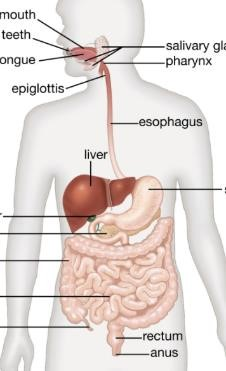 mouth
teeth
ongue
salivary gla
pharynx
epiglottis
esophagus
liver
s
r
rectum
anus